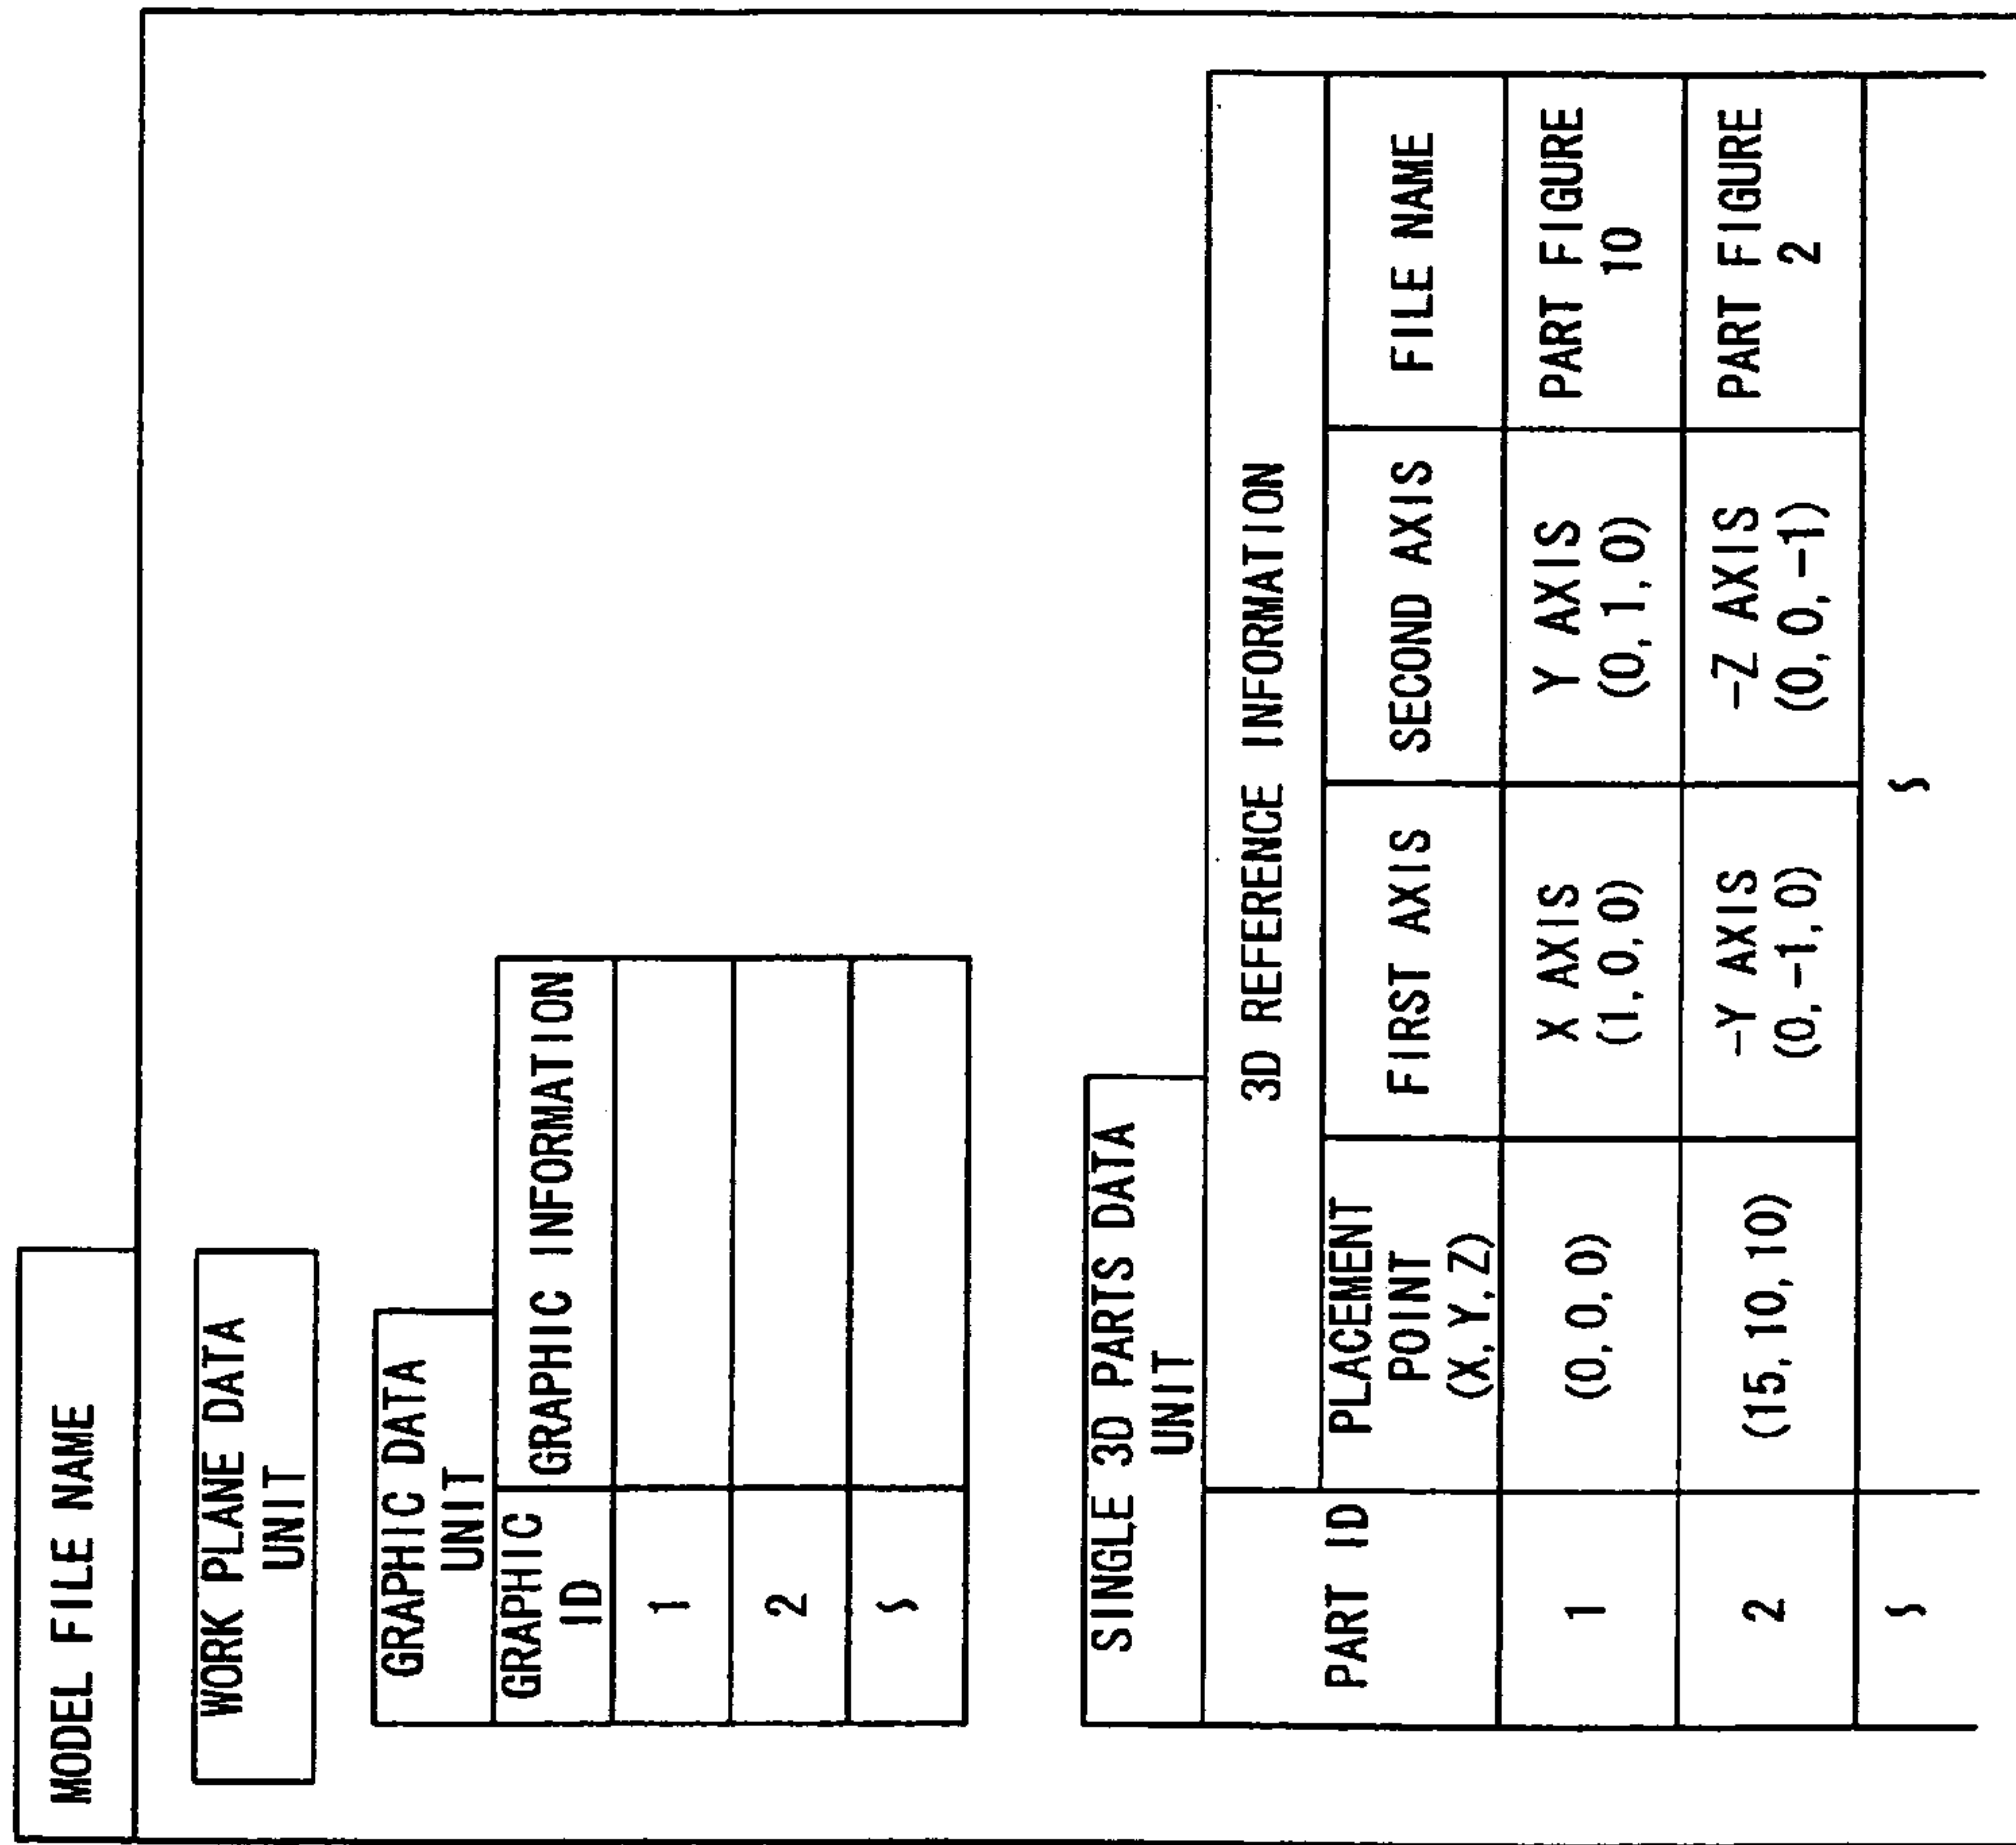 MODEL FILE NAME
WORK PLANE DATA
UNIT
GRAPHIC DATA
UNIT
GRAPHIC
ID
GRAPHIC INFORMATION
1
2
SINGLE 3D PARTS DATA
UNIT
PART ID
3D REFERENCE INFORMATION
PLACEMENT
POINT
(X, Y, Z)
FIRST AXIS
SECOND AXIS
FILE NAME
1
(0, 0, 0)
X AXIS
(1, 0, 0)
Y AXIS
(0, 1, 0)
PART FIGURE
10
2
(15, 10, 10)
-Y AXIS
(0, -1, 0)
-Z AXIS
(0, 0, -1)
PART FIGURE
2